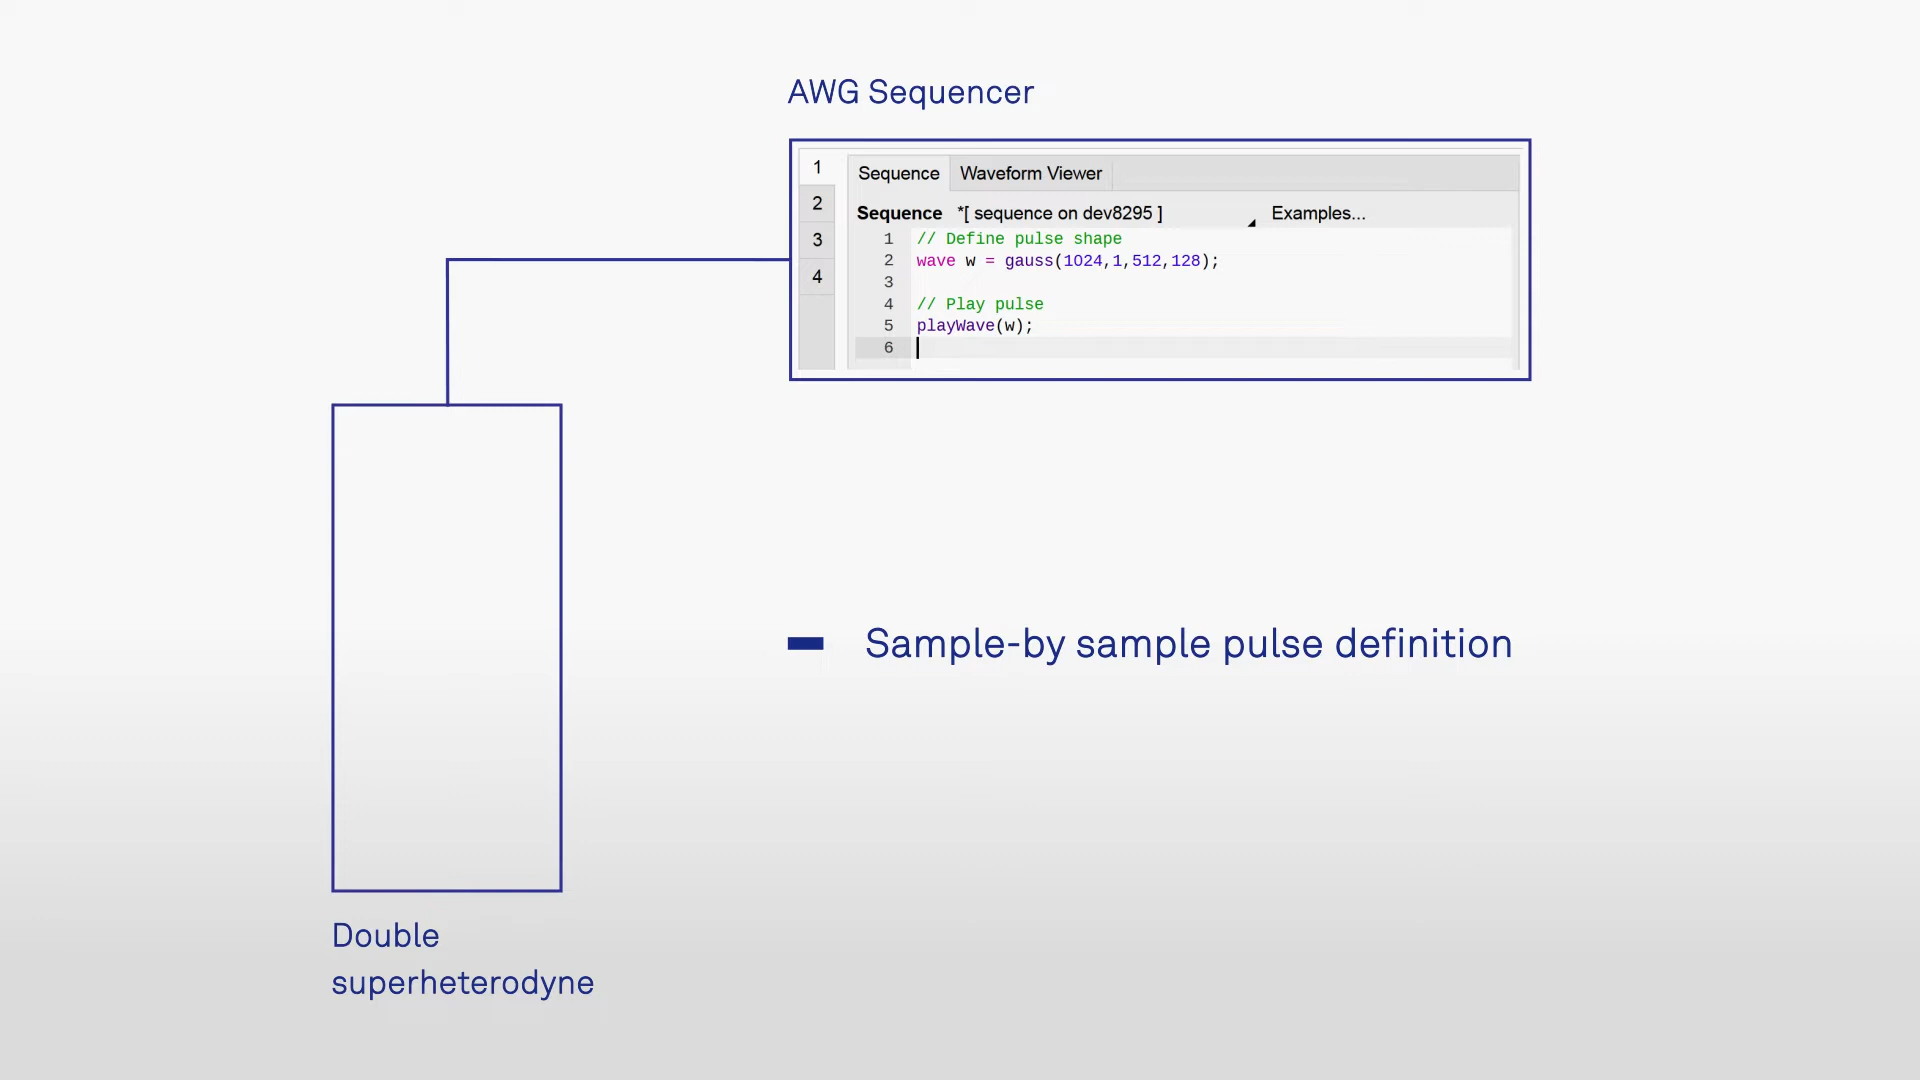 AWG Sequencer
1
2
3
4
Sequence Waveform Viewer
Sequence *[ sequence on dev8295 ] Examples...
1 // Define pulse shape
2 wave w = gauss(1024,1,512,128);
3
4 // Play pulse
5 playWave(w);
6
Sample-by sample pulse definition
Double
superheterodyne